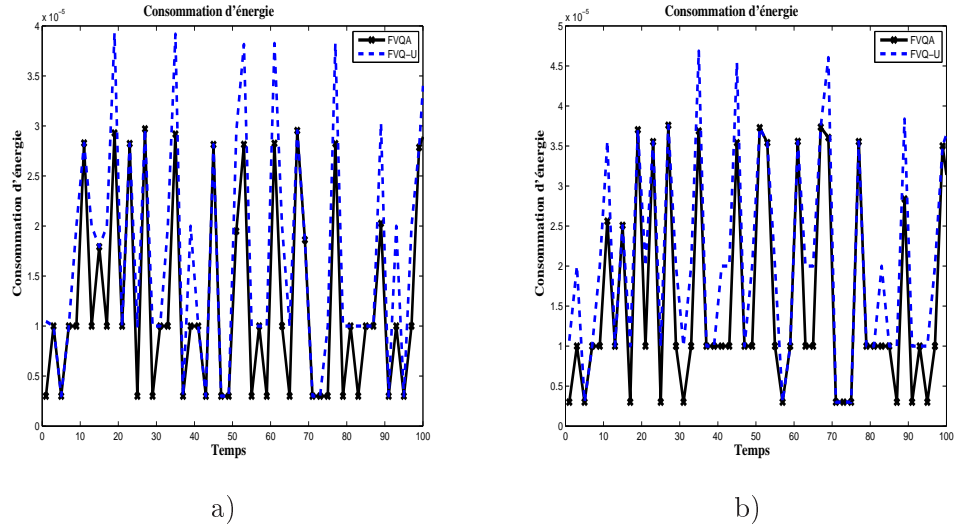 Consommation d'énergie
x 10⁻⁵
4
3.5
3
2.5
2
1.5
1
0.5
0
0 10 20 30 40 50 60 70 80 90 100
Temps
Consommation d'énergie
FVQA
FVQ-U
a)
Consommation d'énergie
x 10⁻⁵
5
4.5
4
3.5
3
2.5
2
1.5
1
0.5
0
0 10 20 30 40 50 60 70 80 90 100
Temps
Consommation d'énergie
FVQA
FVQ-U
b)